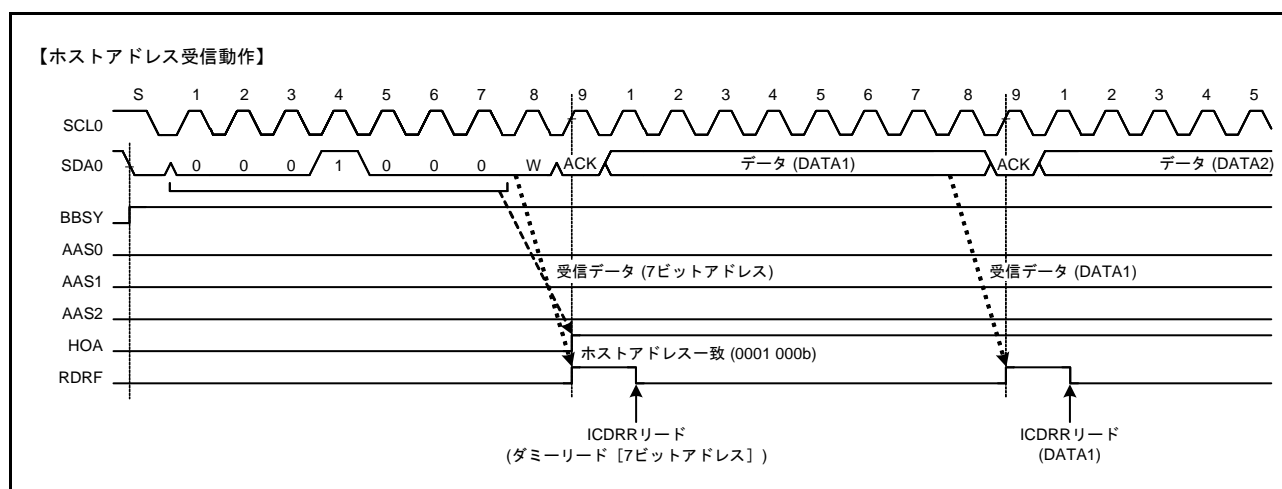 【ホストアドレス受信動作】
S 1 2 3 4 5 6 7 8 9 1 2 3 4 5 6 7 8 9 1 2 3 4 5
SCL0
SDA0 0 0 0 1 0 0 0 W ACK データ (DATA1) ACK データ (DATA2)
BBSY
AAS0
AAS1 受信データ (7ビットアドレス) 受信データ (DATA1)
AAS2
HOA ホストアドレス一致 (0001 000b)
RDRF
ICDRRリード ICDRRリード
(ダミーリード［7ビットアドレス］) (DATA1)